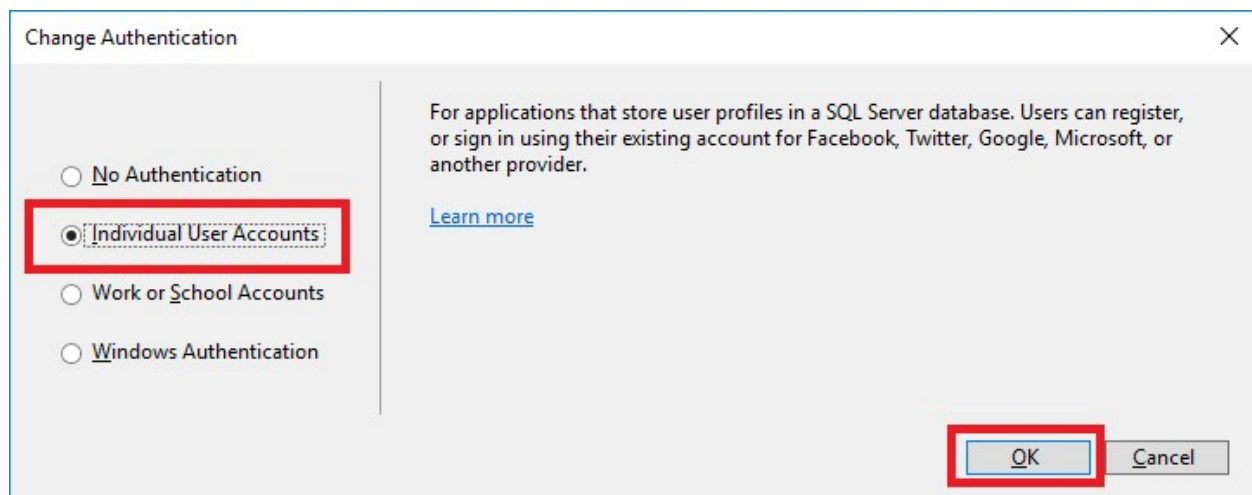 Change Authentication
No Authentication
Individual User Accounts
Work or School Accounts
Windows Authentication
For applications that store user profiles in a SQL Server database. Users can register,
or sign in using their existing account for Facebook, Twitter, Google, Microsoft, or
another provider.
Learn more
OK
Cancel